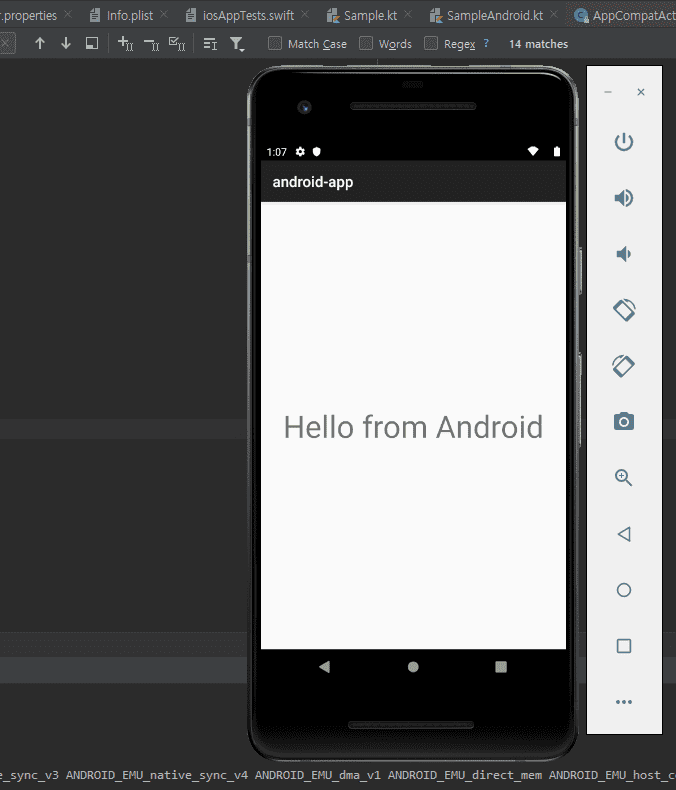 r.properties Info.plist iosAppTests.swift Sample.kt SampleAndroid.kt AppCompatAct
Match Case Words Regex ? 14 matches
1:07
android-app
Hello from Android
e_sync_v3 ANDROID_EMU_native_sync_v4 ANDROID_EMU_dma_v1 ANDROID_EMU_direct_mem ANDROID_EMU_host_c